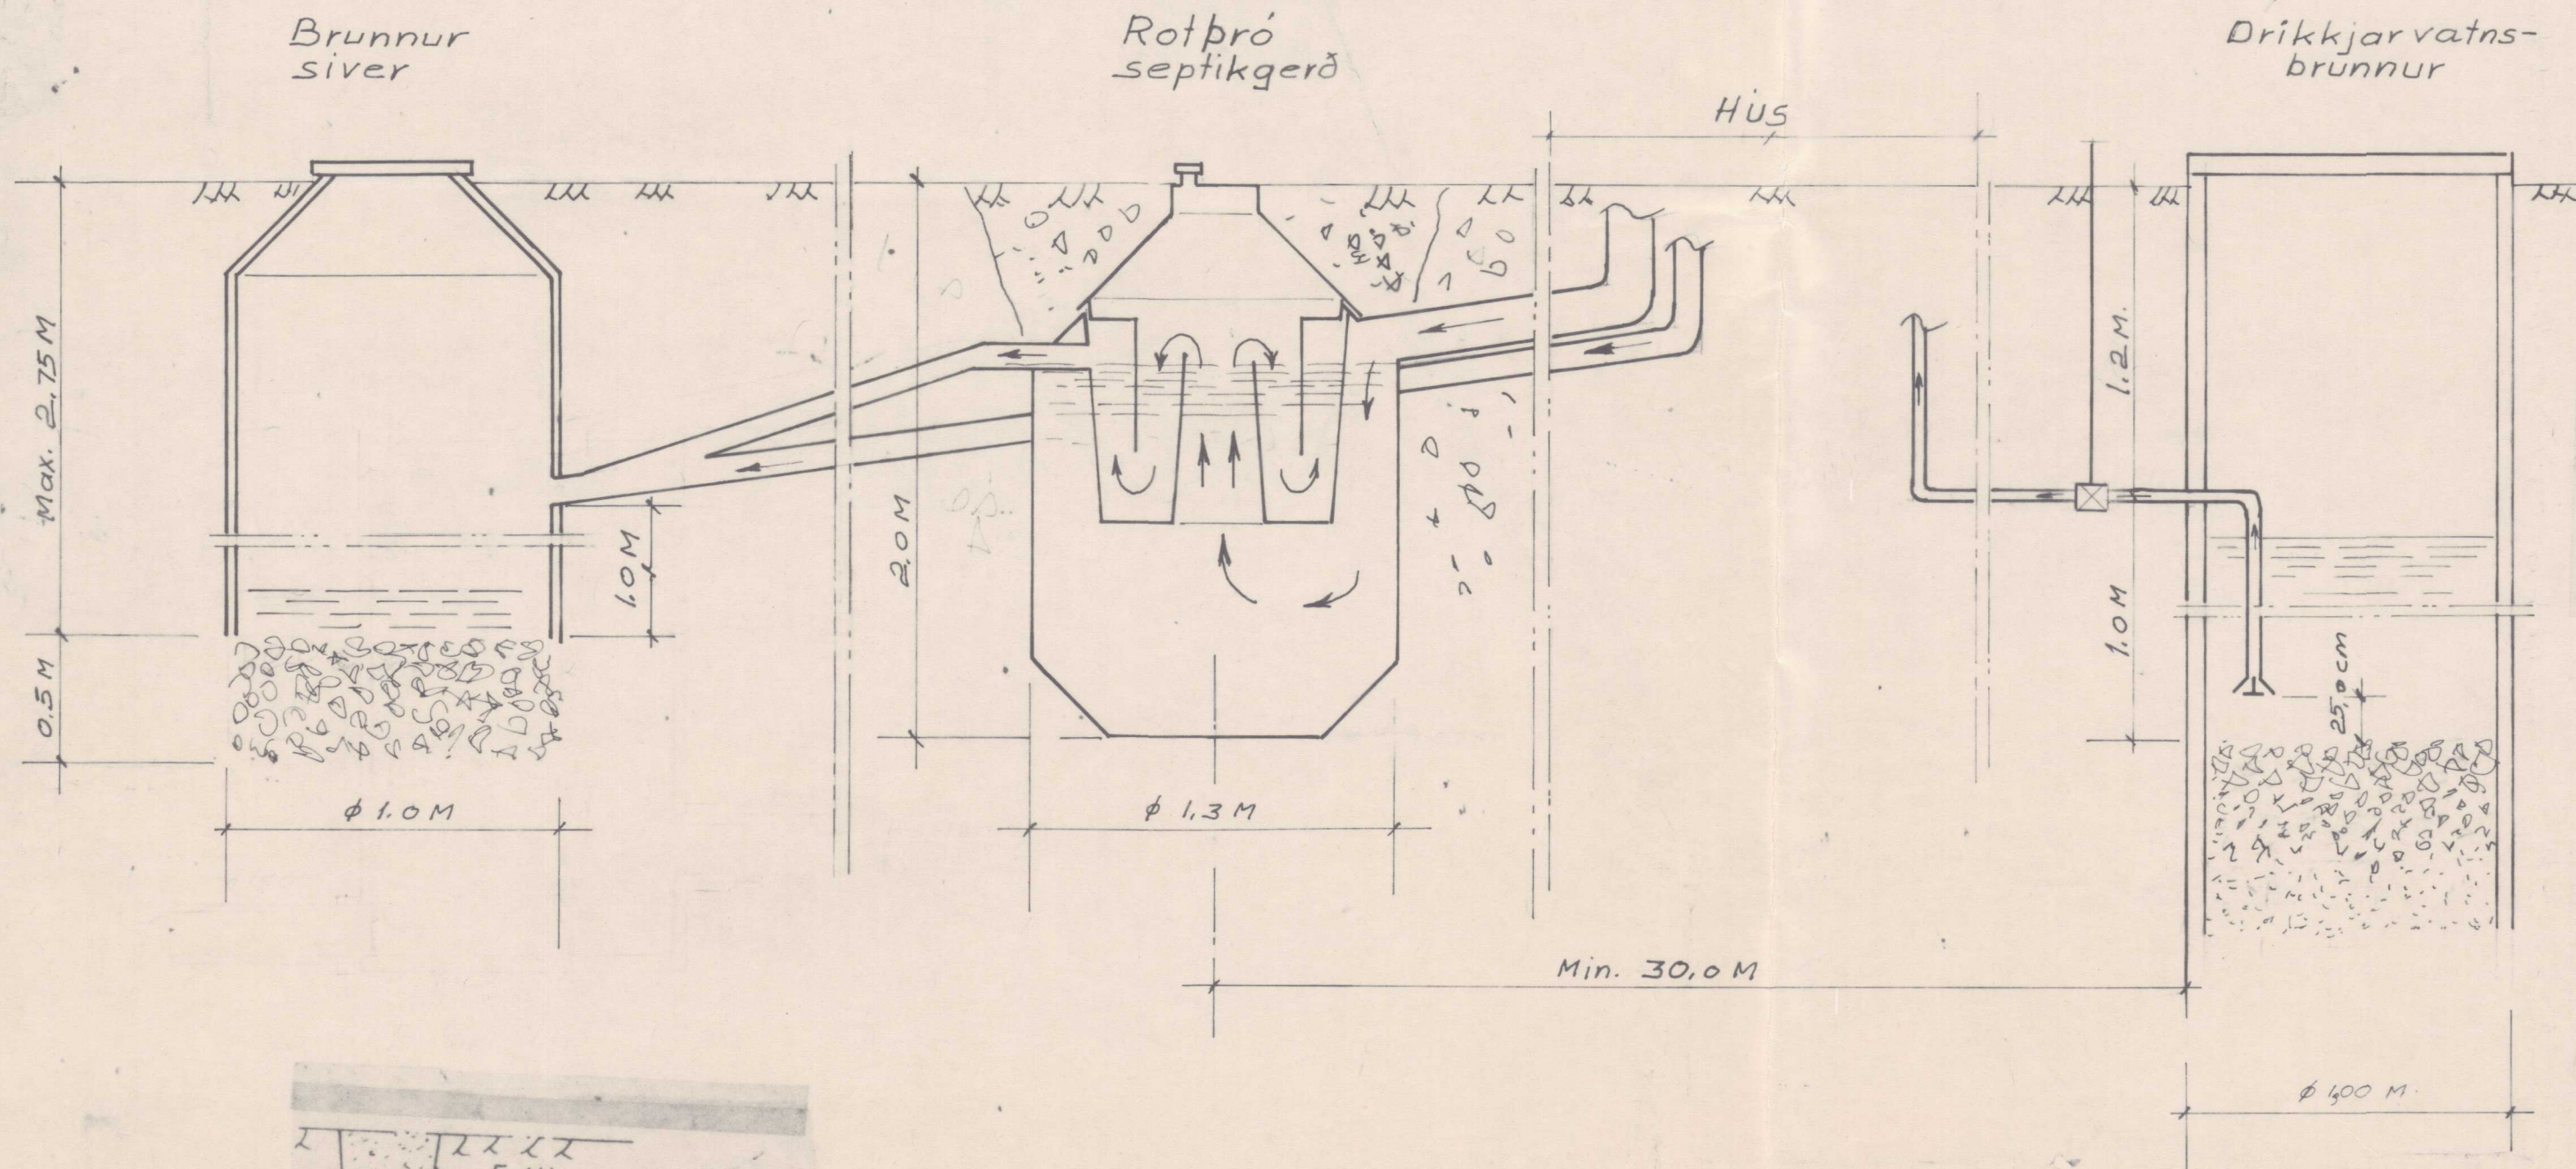 Brunnur
siver
Rotþró
septikgerð
Drikkjarvatns-
brunnur
Hús
Max. 2.75 M
0.5 M
1.0 M
ϕ 1.0 M
2.0 M
ϕ 1.3 M
Min. 30.0 M
1.2 M.
1.0 M
25.0 cm
ϕ 1,00 M.